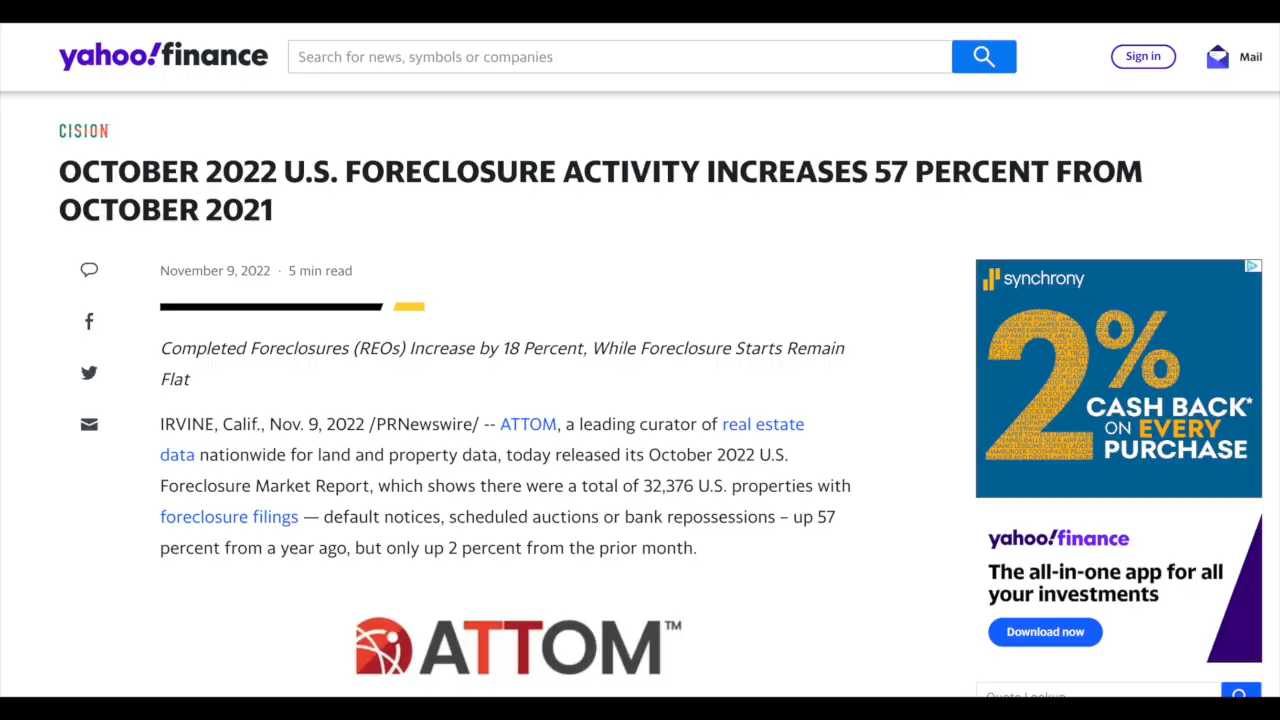 yahoo!finance
Search for news, symbols or companies
Sign in
Mail
CISION
OCTOBER 2022 U.S. FORECLOSURE ACTIVITY INCREASES 57 PERCENT FROM
OCTOBER 2021
November 9, 2022 · 5 min read
Completed Foreclosures (REOs) Increase by 18 Percent, While Foreclosure Starts Remain
Flat
IRVINE, Calif., Nov. 9, 2022 /PRNewswire/ -- ATTOM, a leading curator of real estate
data nationwide for land and property data, today released its October 2022 U.S.
Foreclosure Market Report, which shows there were a total of 32,376 U.S. properties with
foreclosure filings — default notices, scheduled auctions or bank repossessions – up 57
percent from a year ago, but only up 2 percent from the prior month.
ATTOM™
synchrony
2%
CASH BACK*
ON EVERY
PURCHASE
yahoo!finance
The all-in-one app for all
your investments
Download now
Quote Lookup